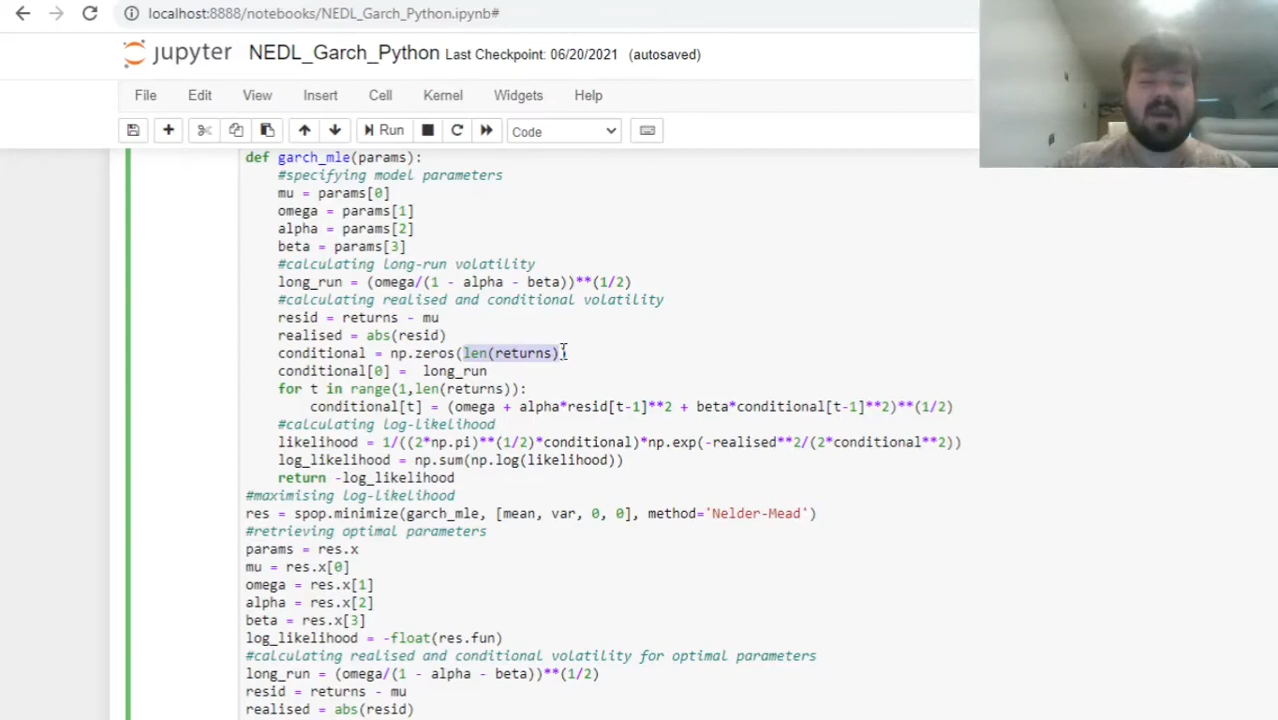 localhost:8888/notebooks/NEDL_Garch_Python.ipynb#
jupyter NEDL_Garch_Python Last Checkpoint: 06/20/2021 (autosaved)
File Edit View Insert Cell Kernel Widgets Help
Run Code
def garch_mle(params):
#specifying model parameters
mu = params[0]
omega = params[1]
alpha = params[2]
beta = params[3]
#calculating long-run volatility
long_run = (omega/(1 - alpha - beta))**(1/2)
#calculating realised and conditional volatility
resid = returns - mu
realised = abs(resid)
conditional = np.zeros(len(returns))
conditional[0] =  long_run
for t in range(1,len(returns)):
conditional[t] = (omega + alpha*resid[t-1]**2 + beta*conditional[t-1]**2)**(1/2)
#calculating log-likelihood
likelihood = 1/((2*np.pi)**(1/2)*conditional)*np.exp(-realised**2/(2*conditional**2))
log_likelihood = np.sum(np.log(likelihood))
return -log_likelihood
#maximising log-likelihood
res = spop.minimize(garch_mle, [mean, var, 0, 0], method='Nelder-Mead')
#retrieving optimal parameters
params = res.x
mu = res.x[0]
omega = res.x[1]
alpha = res.x[2]
beta = res.x[3]
log_likelihood = -float(res.fun)
#calculating realised and conditional volatility for optimal parameters
long_run = (omega/(1 - alpha - beta))**(1/2)
resid = returns - mu
realised = abs(resid)